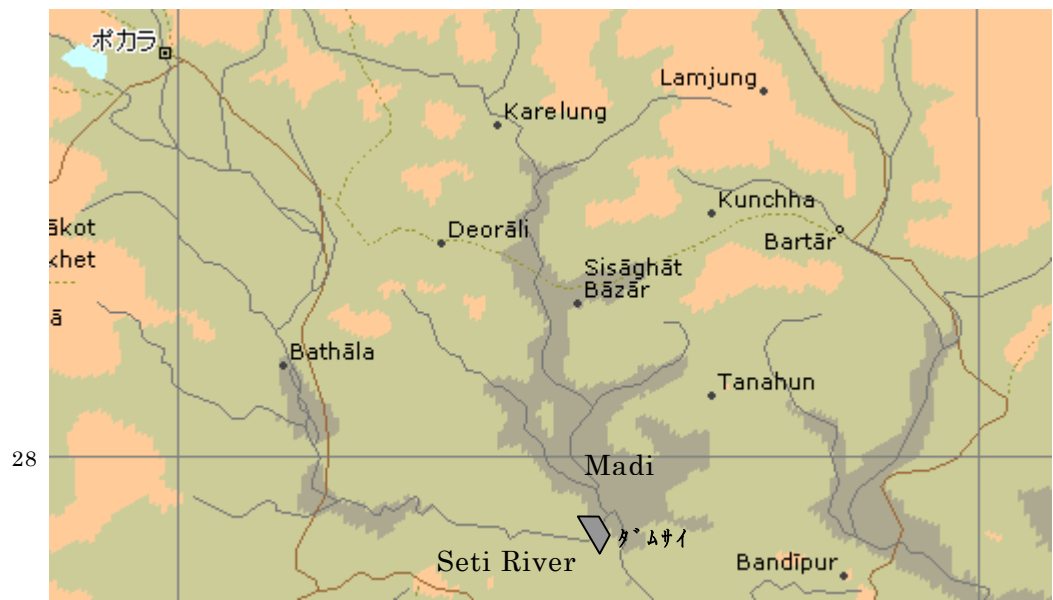 ポカラ
Lamjung
Karelung
Kunchha
ākot
Deorāli
Bartār
khet
Sisāghāt
Bāzār
ā
Bathāla
Tanahun
28
Madi
ﾀﾞﾑｻｲ
Seti River
Bandīpur